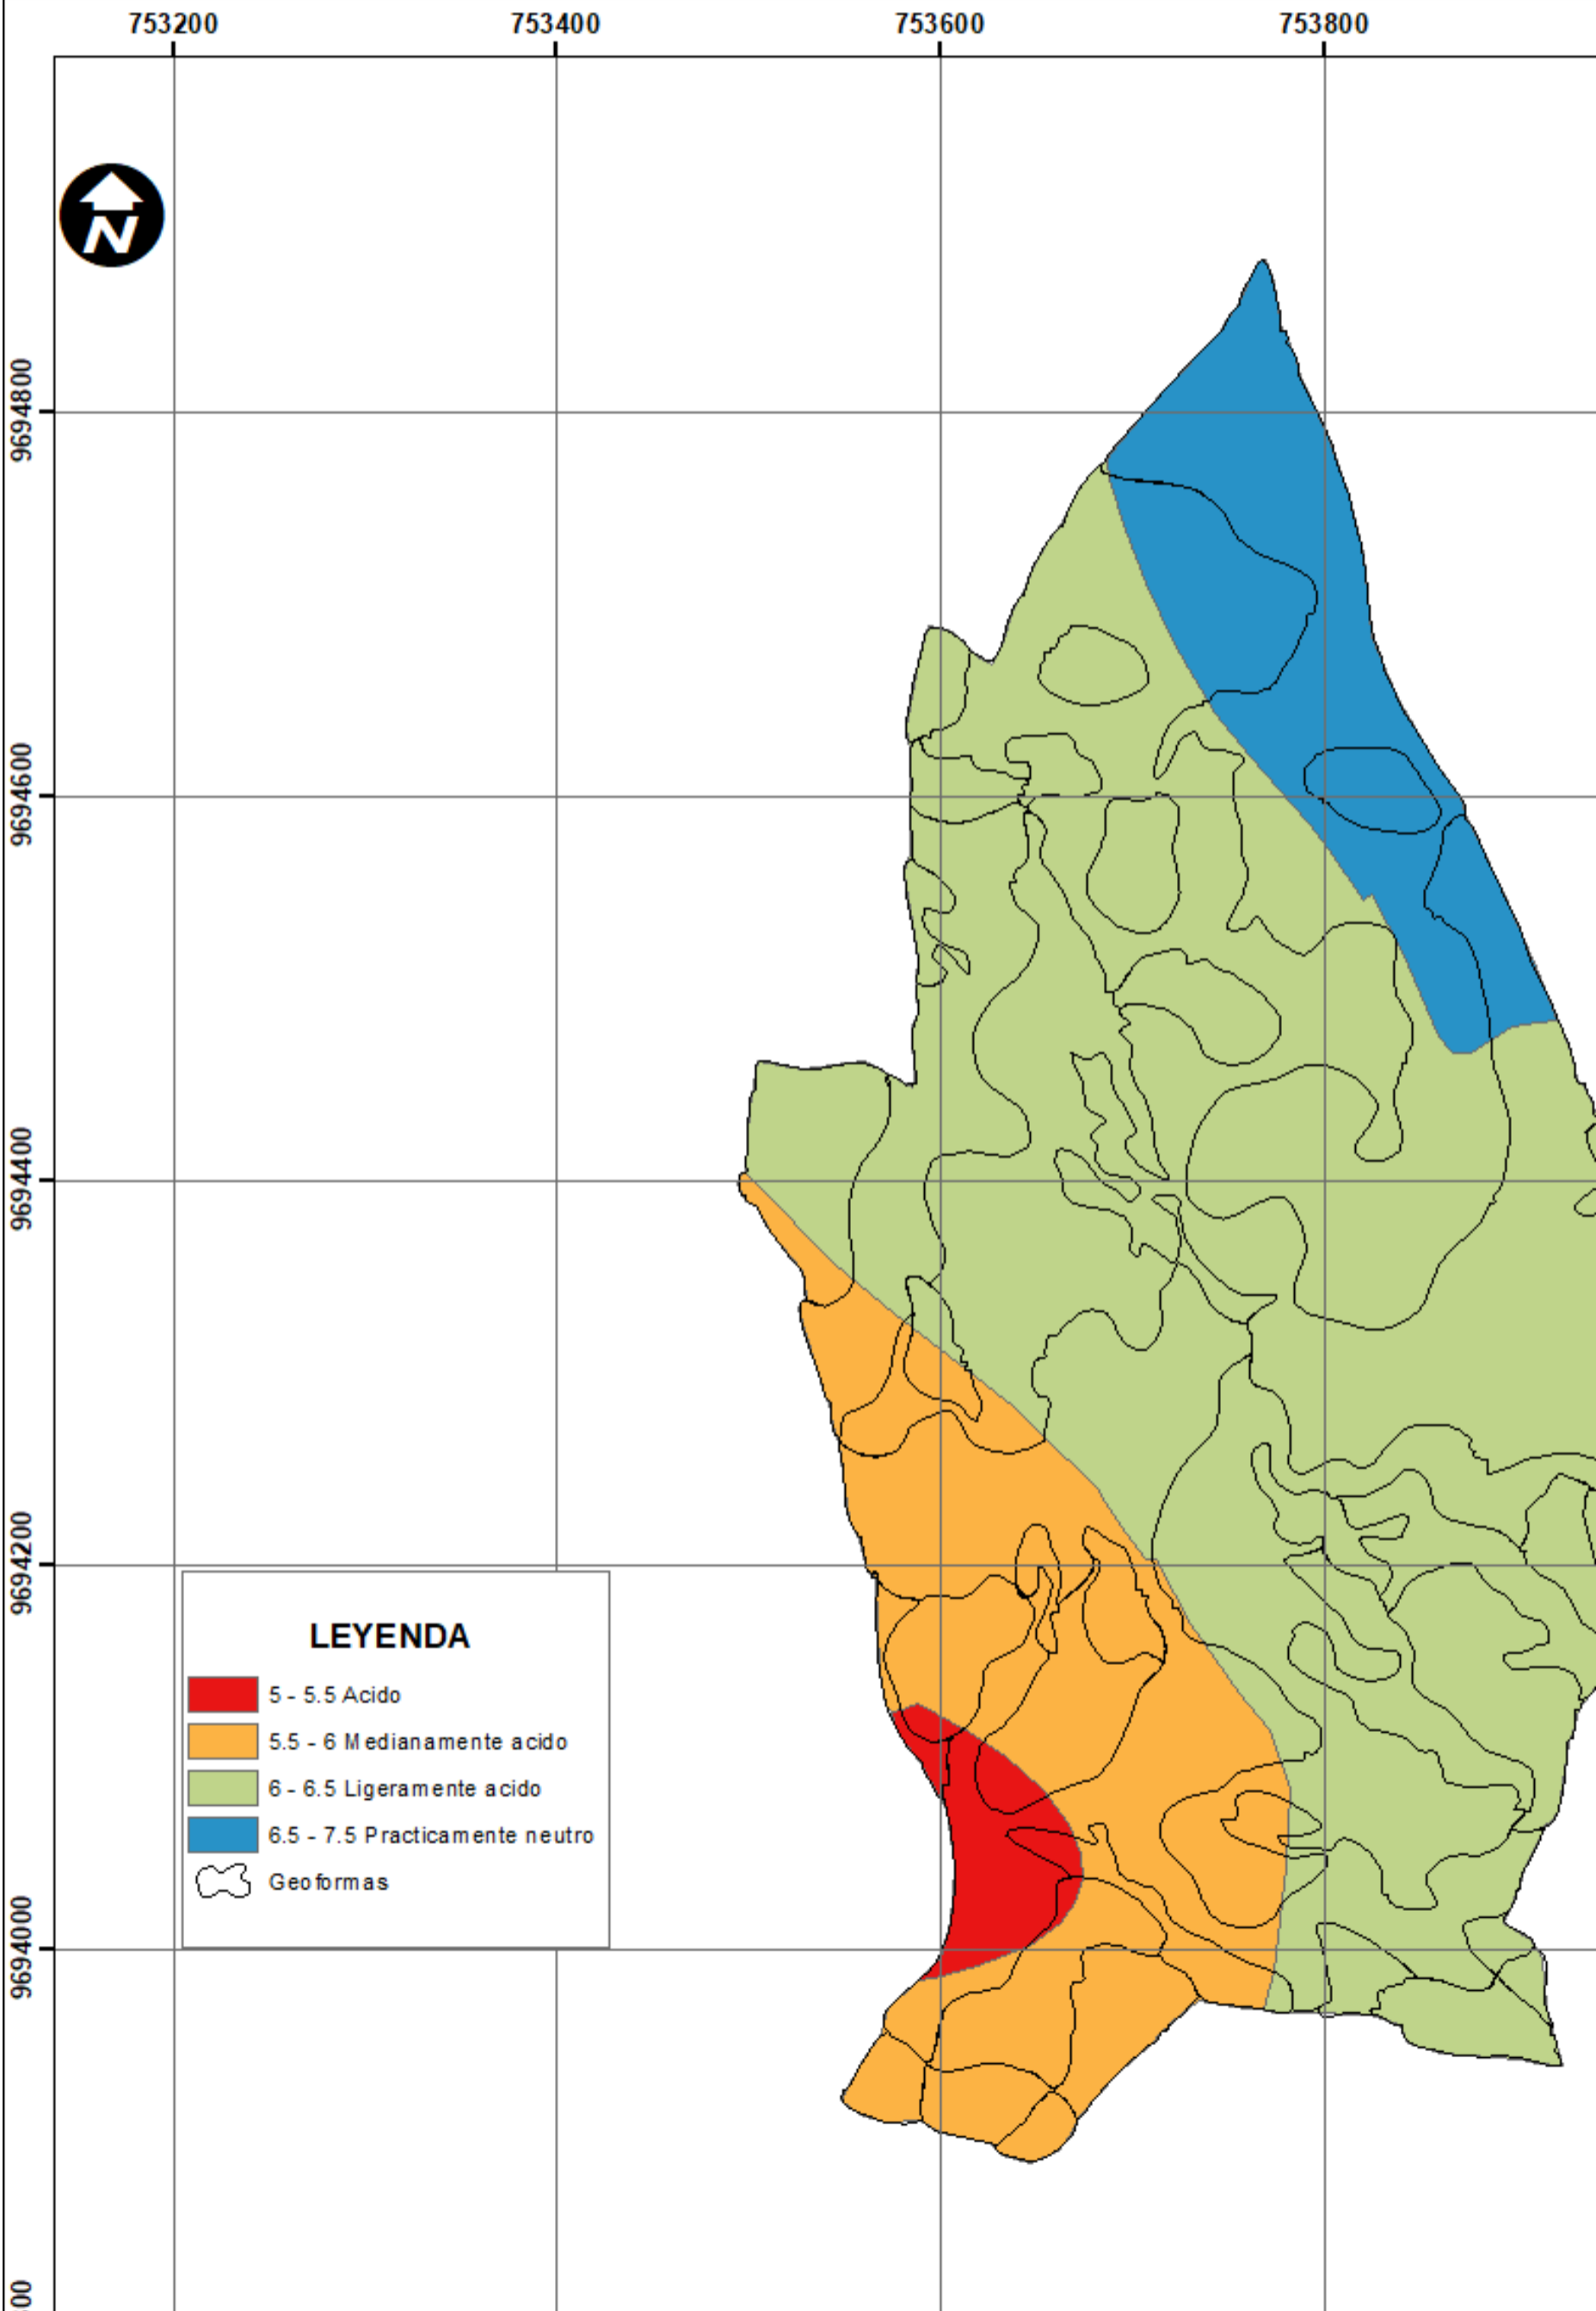 753200 753400 753600 753800
N
9694800
9694600
9694400
9694200
LEYENDA
5 - 5.5 Acido
5.5 - 6 Medianamente acido
6 - 6.5 Ligeramente acido
6.5 - 7.5 Practicamente neutro
Geoformas
9694000
00